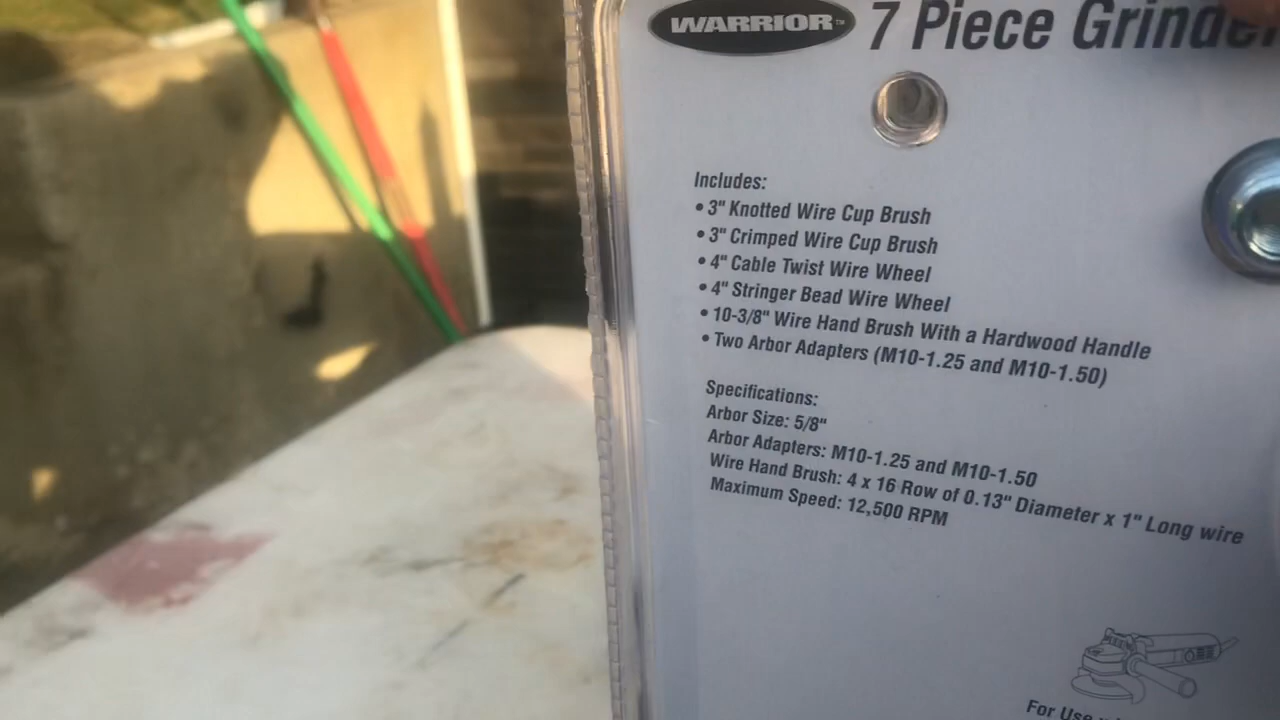 WARRIOR™ 7 Piece Grinder
Includes:
• 3" Knotted Wire Cup Brush
• 3" Crimped Wire Cup Brush
• 4" Cable Twist Wire Wheel
• 4" Stringer Bead Wire Wheel
• 10-3/8" Wire Hand Brush With a Hardwood Handle
• Two Arbor Adapters (M10-1.25 and M10-1.50)
Specifications:
Arbor Size: 5/8"
Arbor Adapters: M10-1.25 and M10-1.50
Wire Hand Brush: 4 x 16 Row of 0.13" Diameter x 1" Long wire
Maximum Speed: 12,500 RPM
For Use